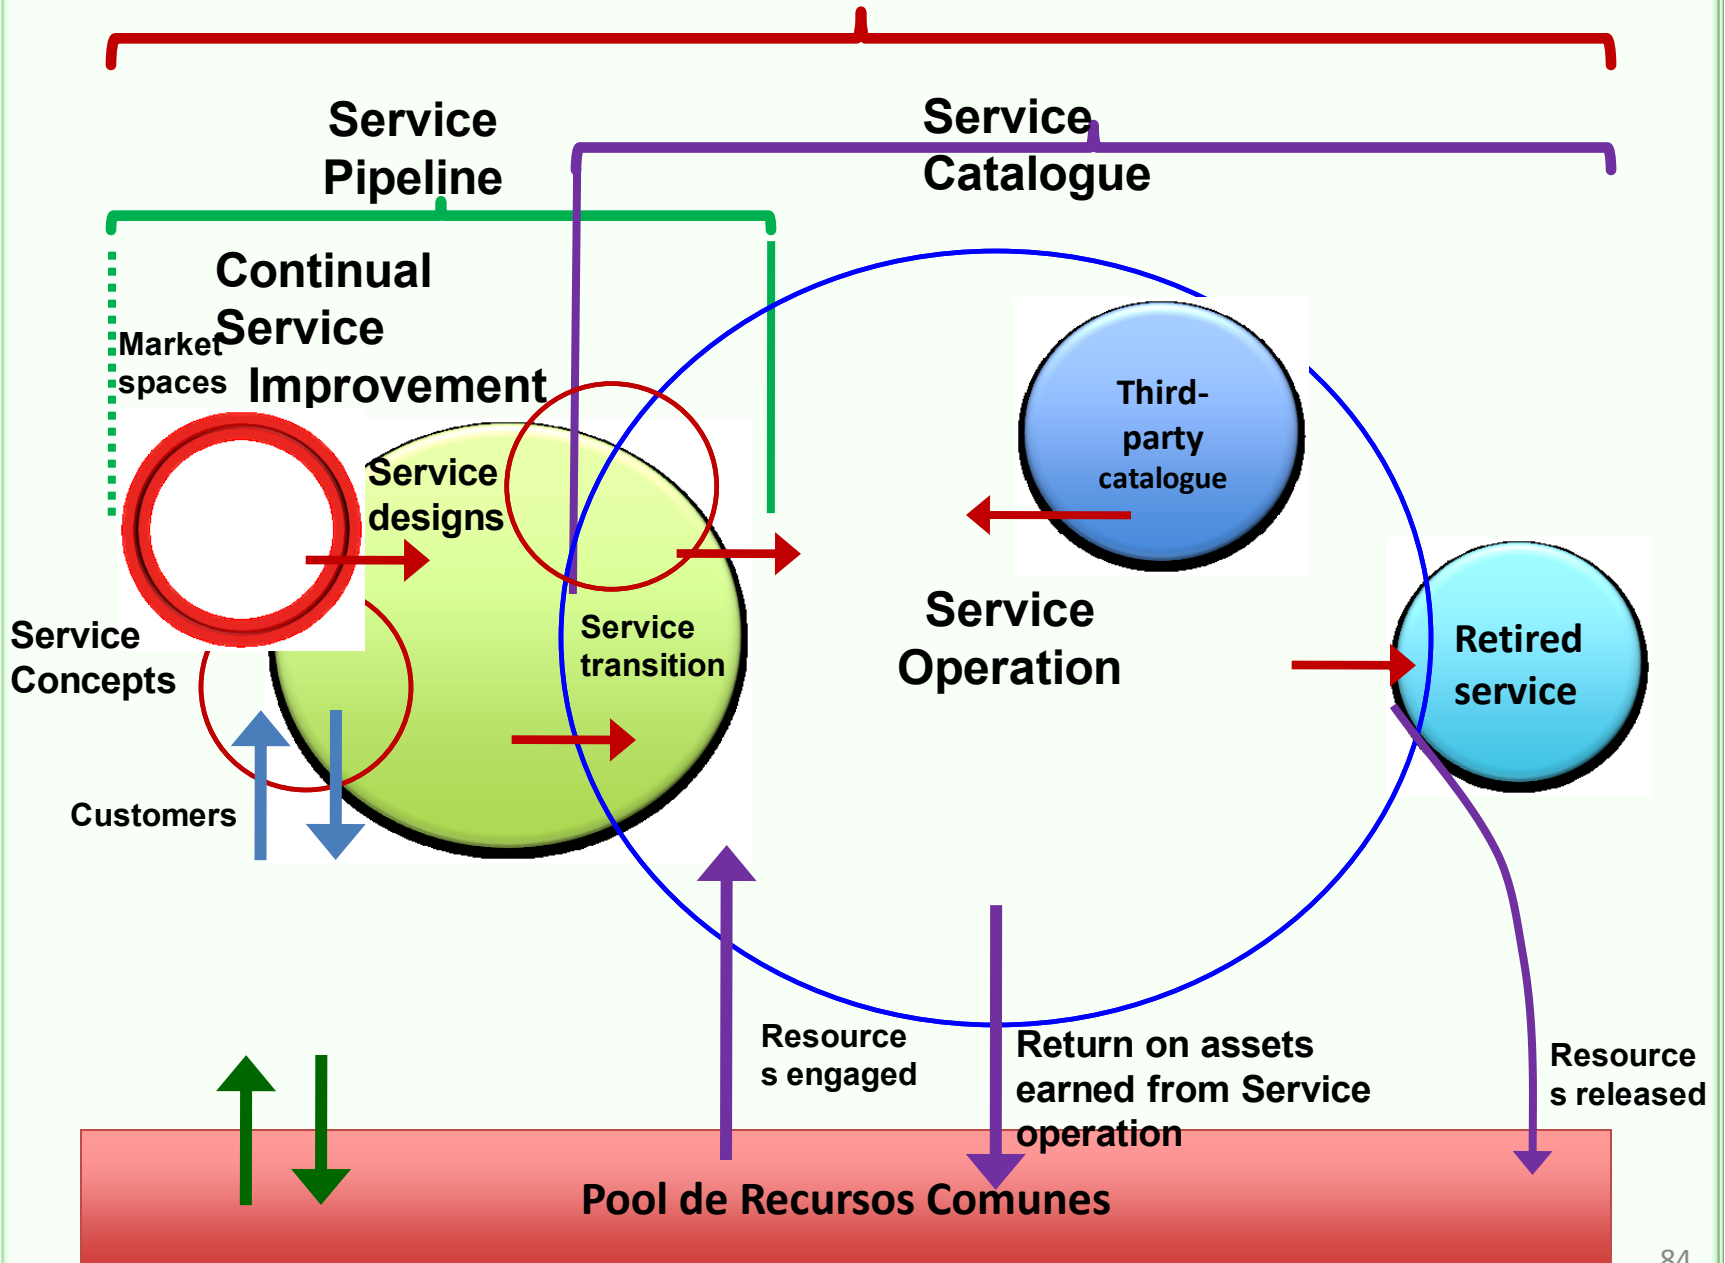 Service
Pipeline
Service
Catalogue
Continual
Service
Improvement
Market
spaces
Service
designs
Third-
party
catalogue
Service
Concepts
Service
transition
Service
Operation
Retired
service
Customers
Resource
s engaged
Return on assets
earned from Service
operation
Resource
s released
Pool de Recursos Comunes
84